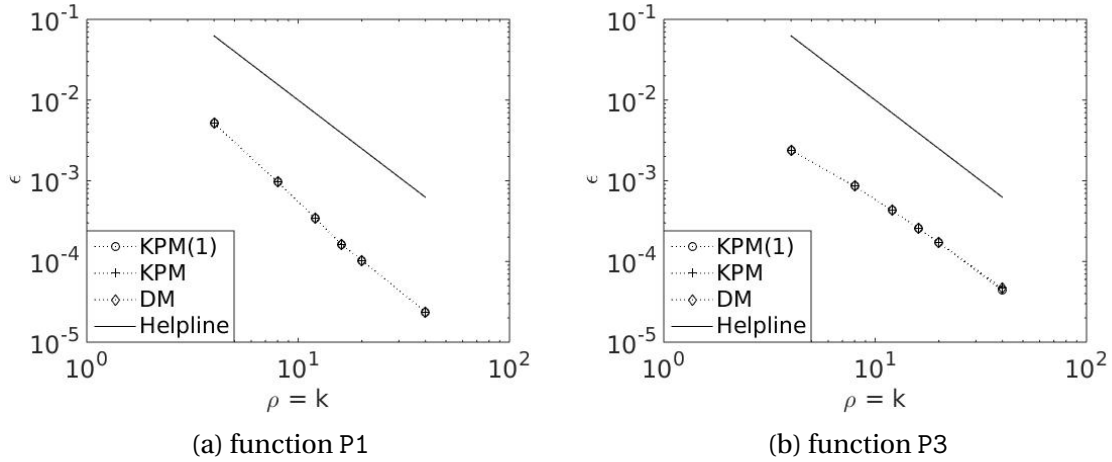 10^-1
10^-2
10^-3
10^-4
10^-5
ϵ
KPM(1)
KPM
DM
Helpline
10^0
10^1
10^2
ρ = k
(a) function P1
10^-1
10^-2
10^-3
10^-4
10^-5
ϵ
KPM(1)
KPM
DM
Helpline
10^0
10^1
10^2
ρ = k
(b) function P3